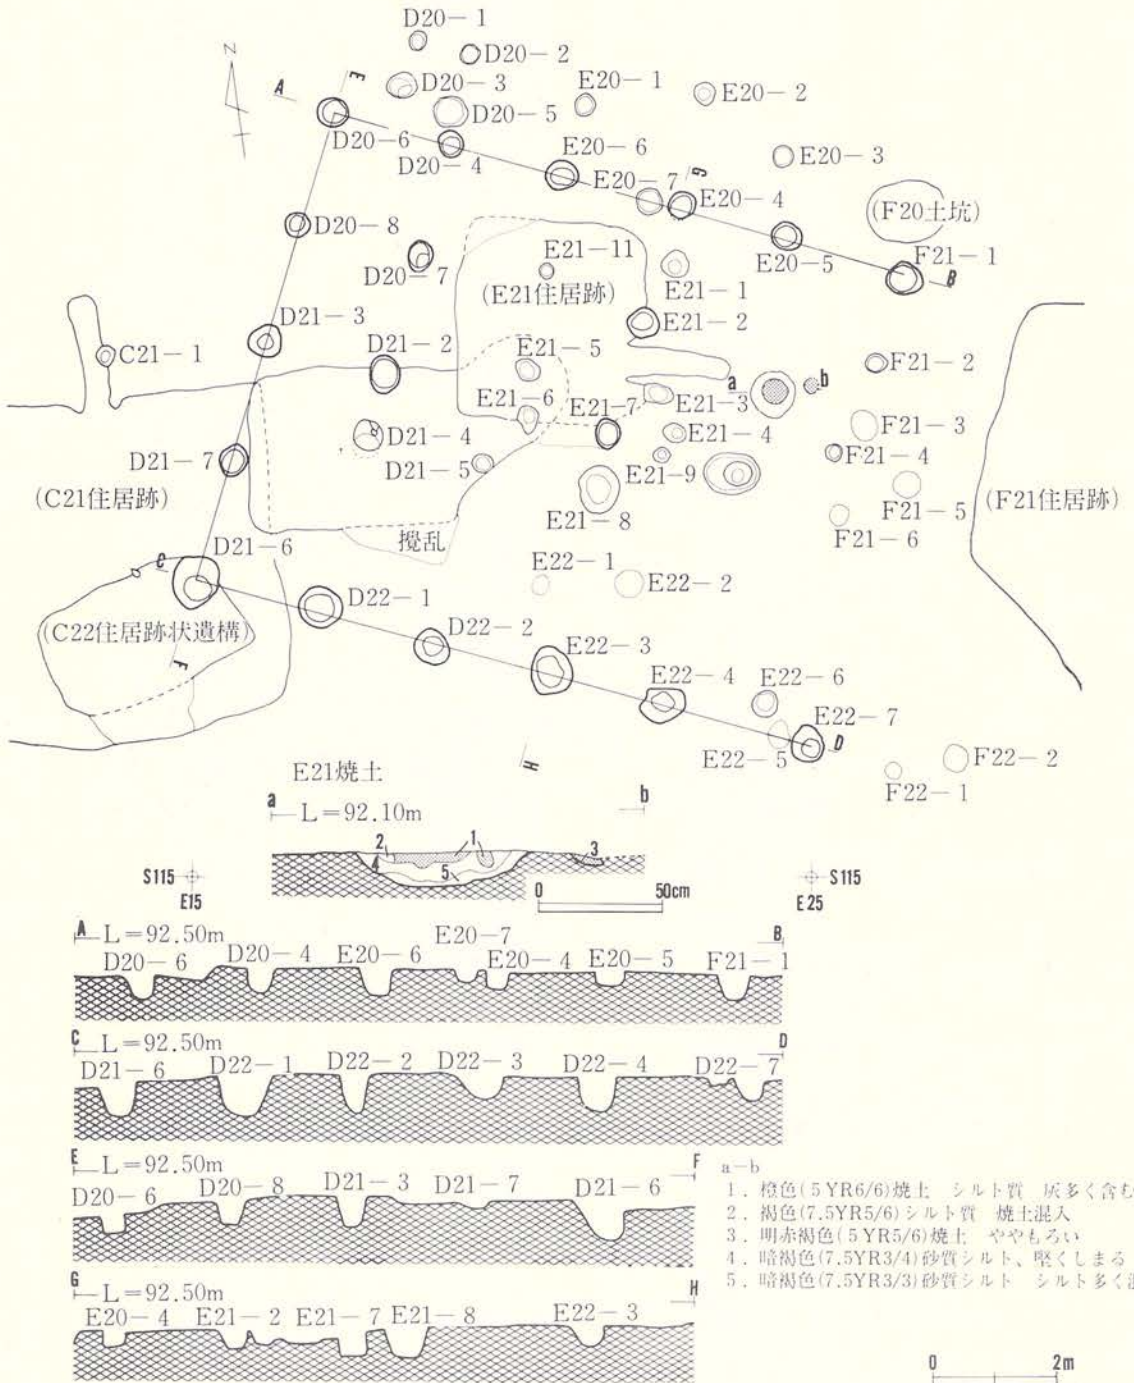 D20-1
N
D20-2
A
E
D20-3
E20-1
E20-2
D20-5
D20-6
D20-4
E20-6
E20-3
E20-7
G
E20-4
(F20土坑)
D20-8
E21-11
E20-5
F21-1
D20-7
(E21住居跡)
E21-1
B
D21-3
E21-2
C21-1
D21-2
E21-5
F21-2
a
b
E21-6
E21-7
E21-3
D21-4
E21-4
F21-3
D21-7
D21-5
E21-9
F21-4
(C21住居跡)
F21-5
(F21住居跡)
E21-8
F21-6
D21-6
攪乱
C
E22-1
E22-2
D22-1
(C22住居跡状遺構)
D22-2
E22-3
F
E22-4
E22-6
E22-7
D
E22-5
F22-2
H
F22-1
E21焼土
a
b
L=92.10m
2
1
3
4
5
S115
E15
0
50cm
S115
E25
A
L=92.50m
E20-7
B
D20-6
D20-4
E20-6
E20-4
E20-5
F21-1
C
L=92.50m
D
D21-6
D22-1
D22-2
D22-3
D22-4
D22-7
E
L=92.50m
F
D20-6
D20-8
D21-3
D21-7
D21-6
G
L=92.50m
H
E20-4
E21-2
E21-7
E21-8
E22-3
a-b
1.橙色(5YR6/6)焼土 シルト質 灰多く含む
2.褐色(7.5YR5/6)シルト質 焼土混入
3.明赤褐色(5YR5/6)焼土 ややもろい
4.暗褐色(7.5YR3/4)砂質シルト、堅くしまる
5.暗褐色(7.5YR3/3)砂質シルト シルト多く
0
2m